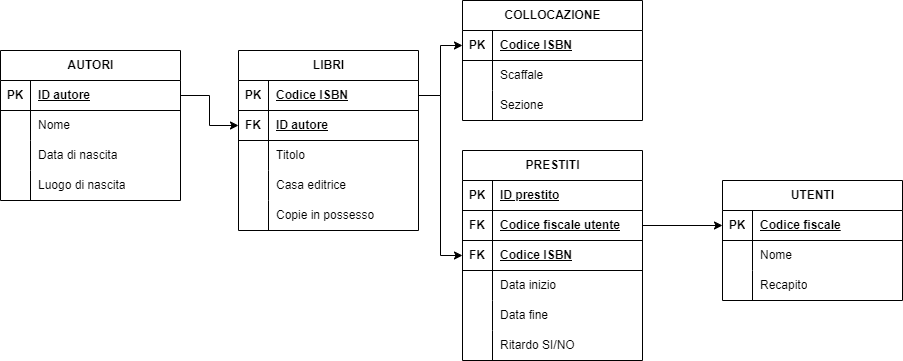 AUTORI
PK ID autore
Nome
Data di nascita
Luogo di nascita
LIBRI
PK Codice ISBN
FK ID autore
Titolo
Casa editrice
Copie in possesso
COLLOCAZIONE
PK Codice ISBN
Scaffale
Sezione
PRESTITI
PK ID prestito
FK Codice fiscale utente
FK Codice ISBN
Data inizio
Data fine
Ritardo SI/NO
UTENTI
PK Codice fiscale
Nome
Recapito